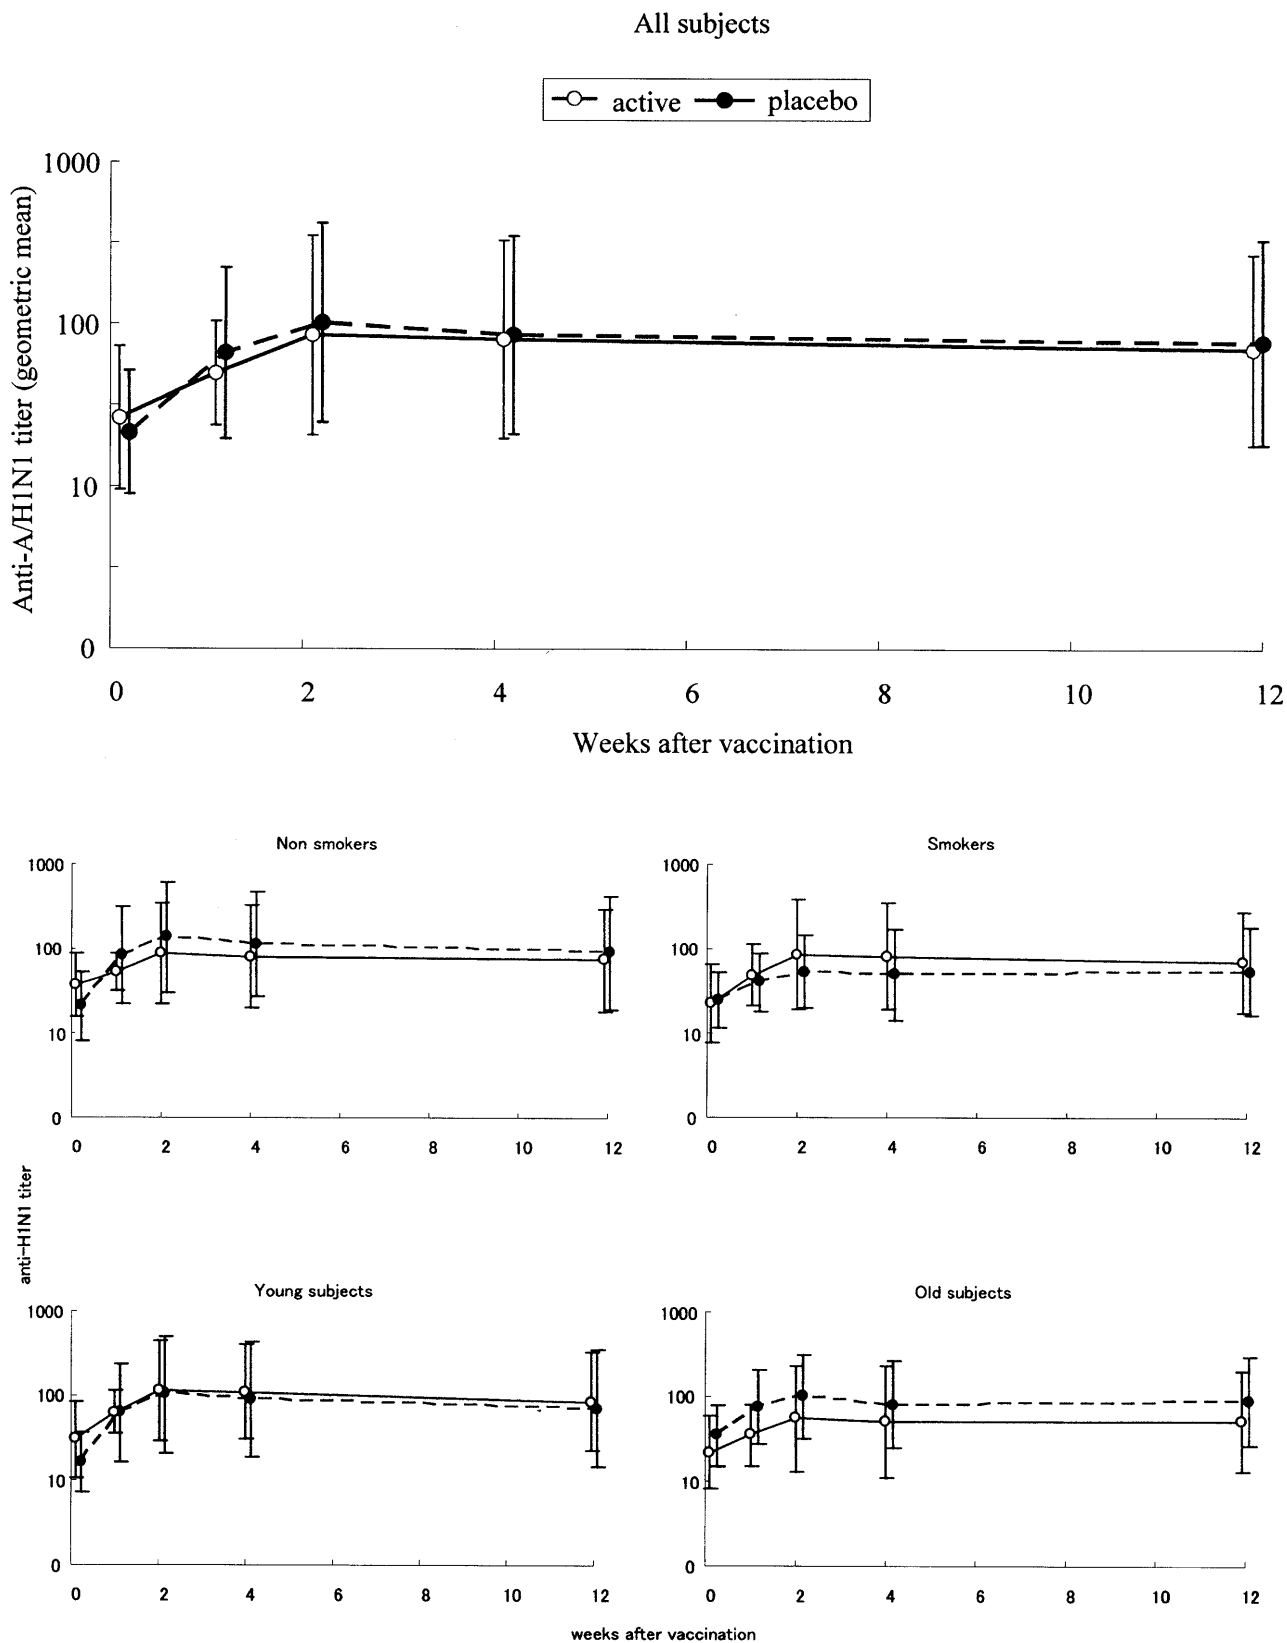 All subjects
active placebo
Anti-A/H1N1 titer (geometric mean)
1000
100
10
0
0 2 4 6 8 10 12
Weeks after vaccination
Non smokers
1000
100
10
0
0 2 4 6 8 10 12
Smokers
1000
100
10
0
0 2 4 6 8 10 12
anti-H1N1 titer
Young subjects
1000
100
10
0
0 2 4 6 8 10 12
Old subjects
1000
100
10
0
0 2 4 6 8 10 12
weeks after vaccination